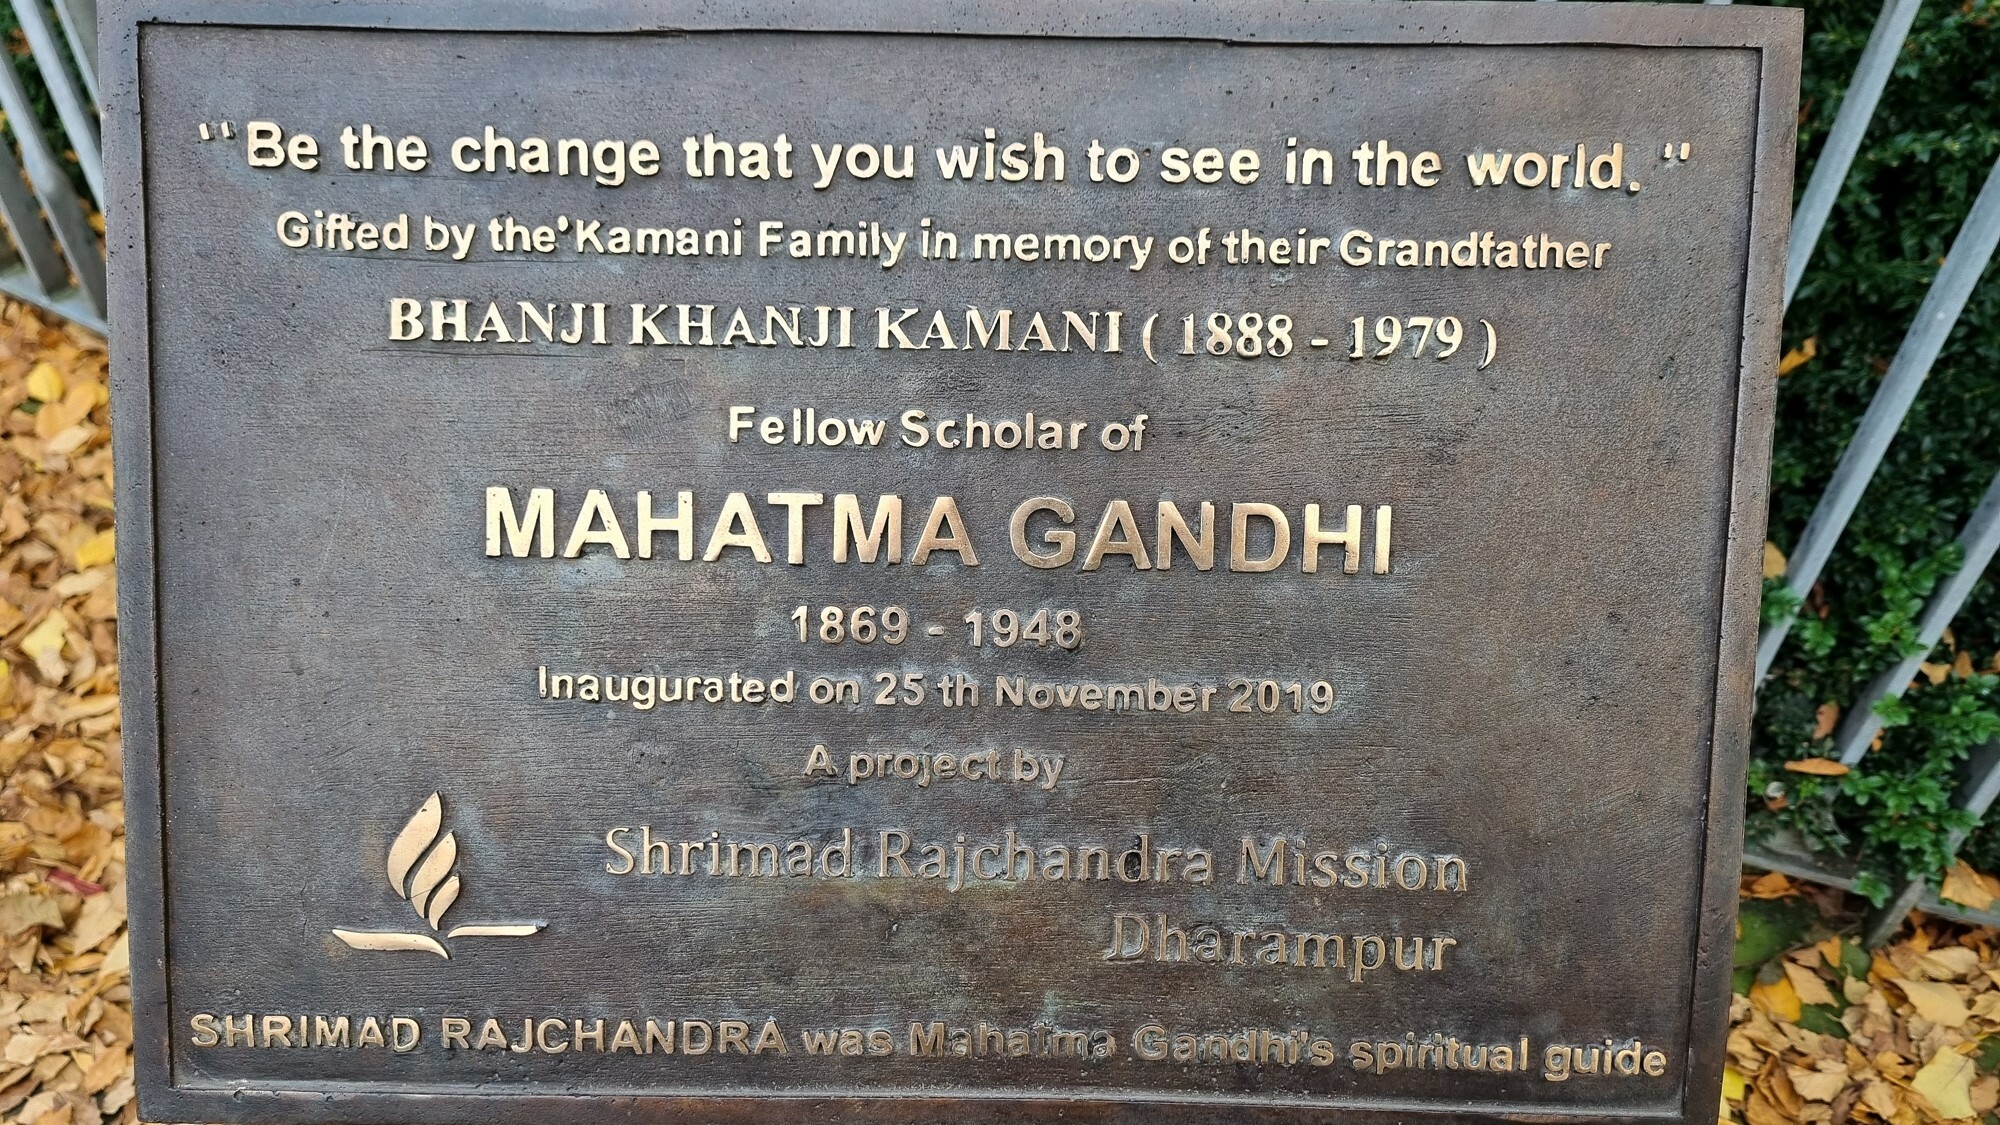 "Be the change that you wish to see in the world."
Gifted by the Kamani Family in memory of their Grandfather
BHANJI KHANJI KAMANI ( 1888 - 1979 )
Fellow Scholar of
MAHATMA GANDHI
1869 - 1948
Inaugurated on 25 th November 2019
A project by
Shrimad Rajchandra Mission
Dharampur
SHRIMAD RAJCHANDRA was Mahatma Gandhi's spiritual guide